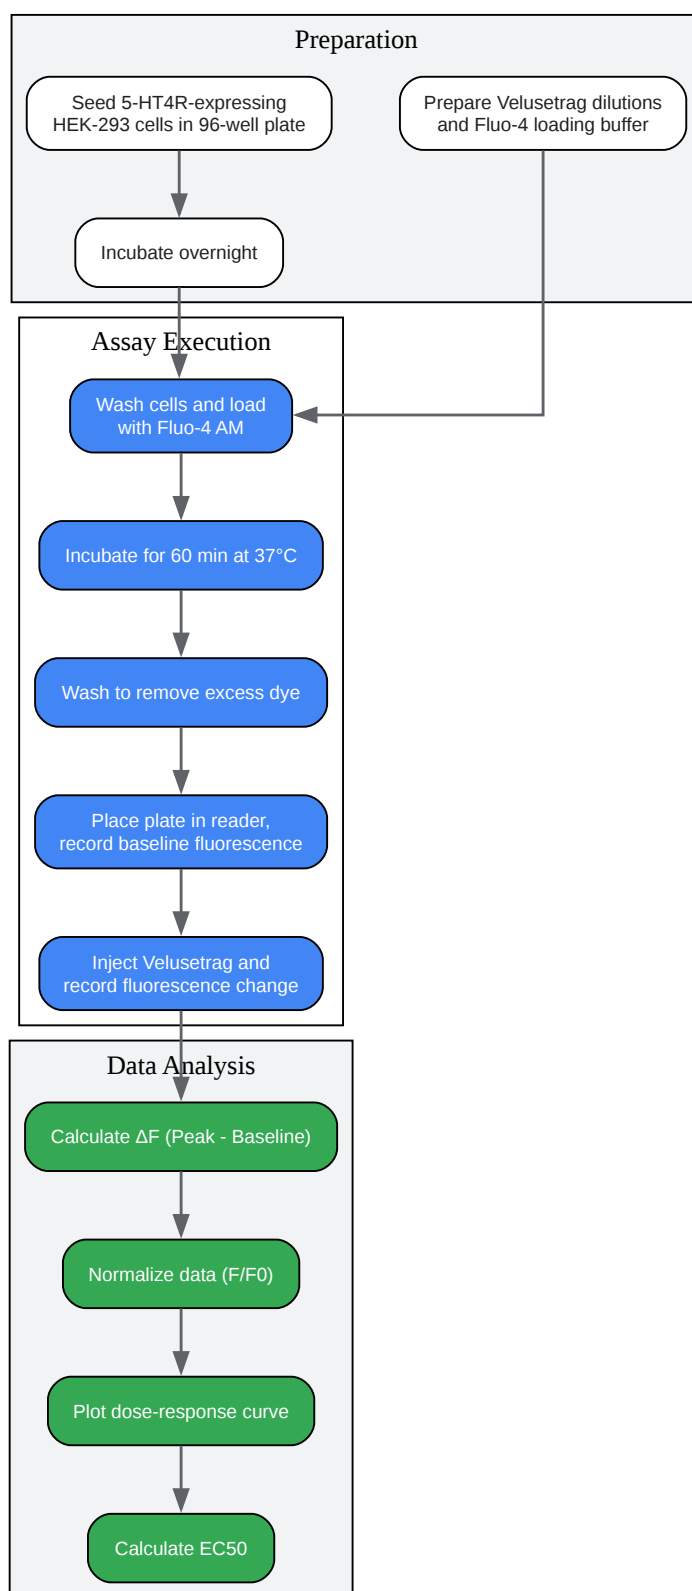 Preparation
Seed 5-HT4R-expressing
HEK-293 cells in 96-well plate
Prepare Velusetrag dilutions
and Fluo-4 loading buffer
Incubate overnight
Assay Execution
Wash cells and load
with Fluo-4 AM
Incubate for 60 min at 37°C
Wash to remove excess dye
Place plate in reader,
record baseline fluorescence
Inject Velusetrag and
record fluorescence change
Data Analysis
Calculate ΔF (Peak - Baseline)
Normalize data (F/F0)
Plot dose-response curve
Calculate EC50